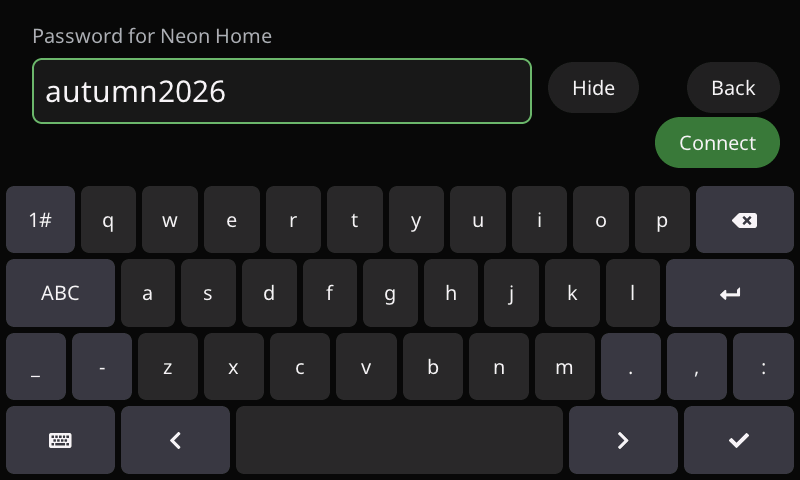 Password for Neon Home
autumn2026
Hide
Back
Connect
1# q w e r t y u i o p
ABC a s d f g h j k l
_ - z x c v b n m . , :